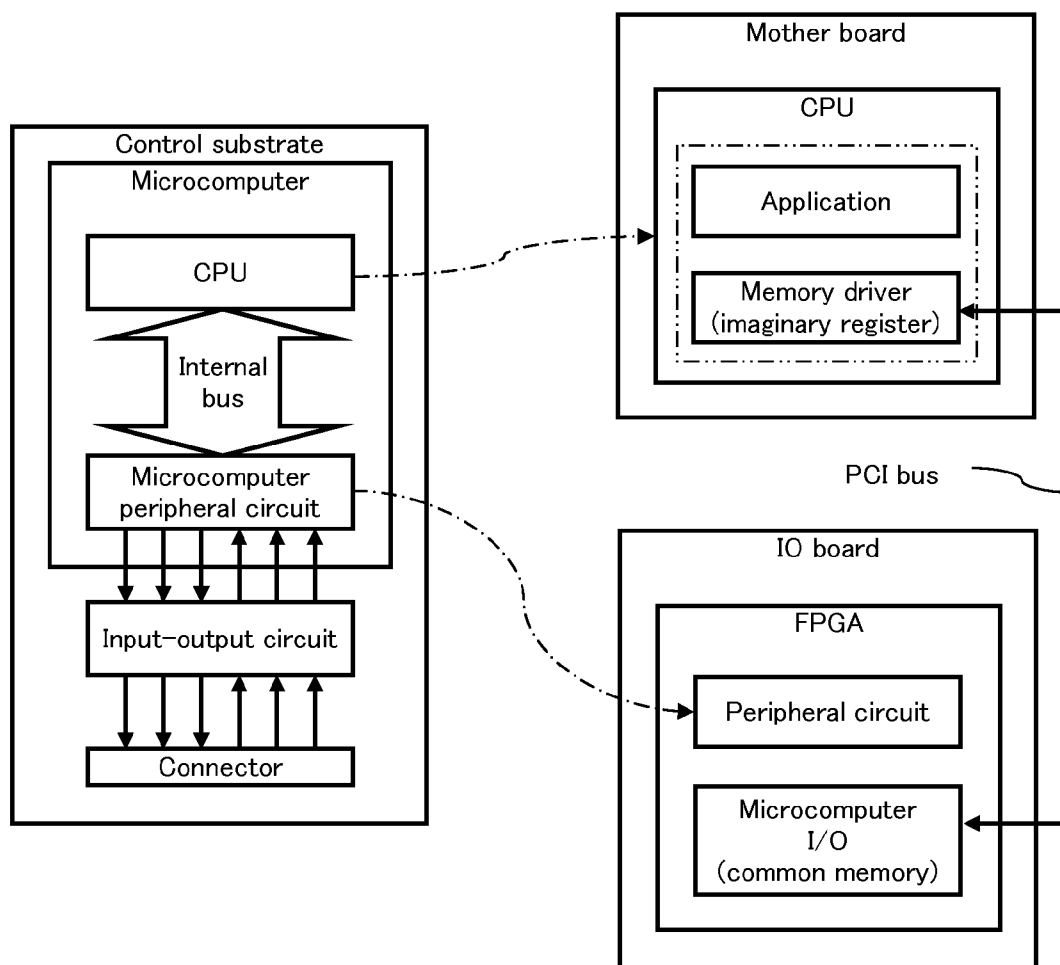 Control substrate
Microcomputer
CPU
Internal
bus
Microcomputer
peripheral circuit
Input-output circuit
Connector
Mother board
CPU
Application
Memory driver
(imaginary register)
PCI bus
IO board
FPGA
Peripheral circuit
Microcomputer
I/O
(common memory)